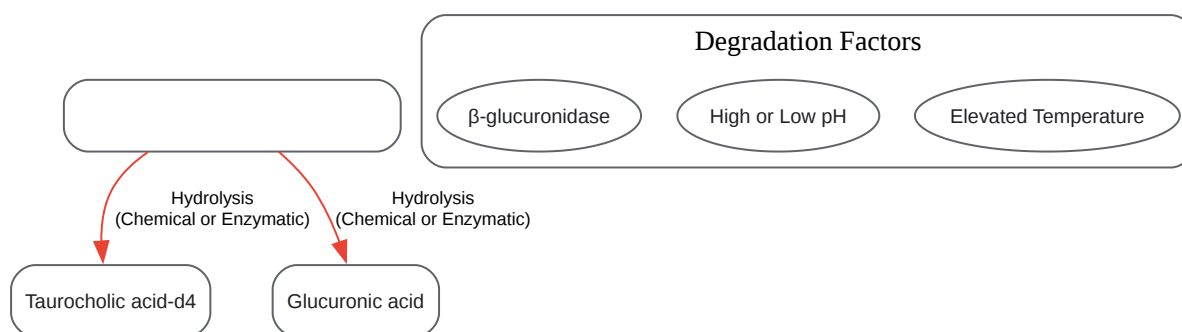 Degradation Factors
β-glucuronidase
High or Low pH
Elevated Temperature
Hydrolysis
(Chemical or Enzymatic)
Hydrolysis
(Chemical or Enzymatic)
Taurocholic acid-d4
Glucuronic acid